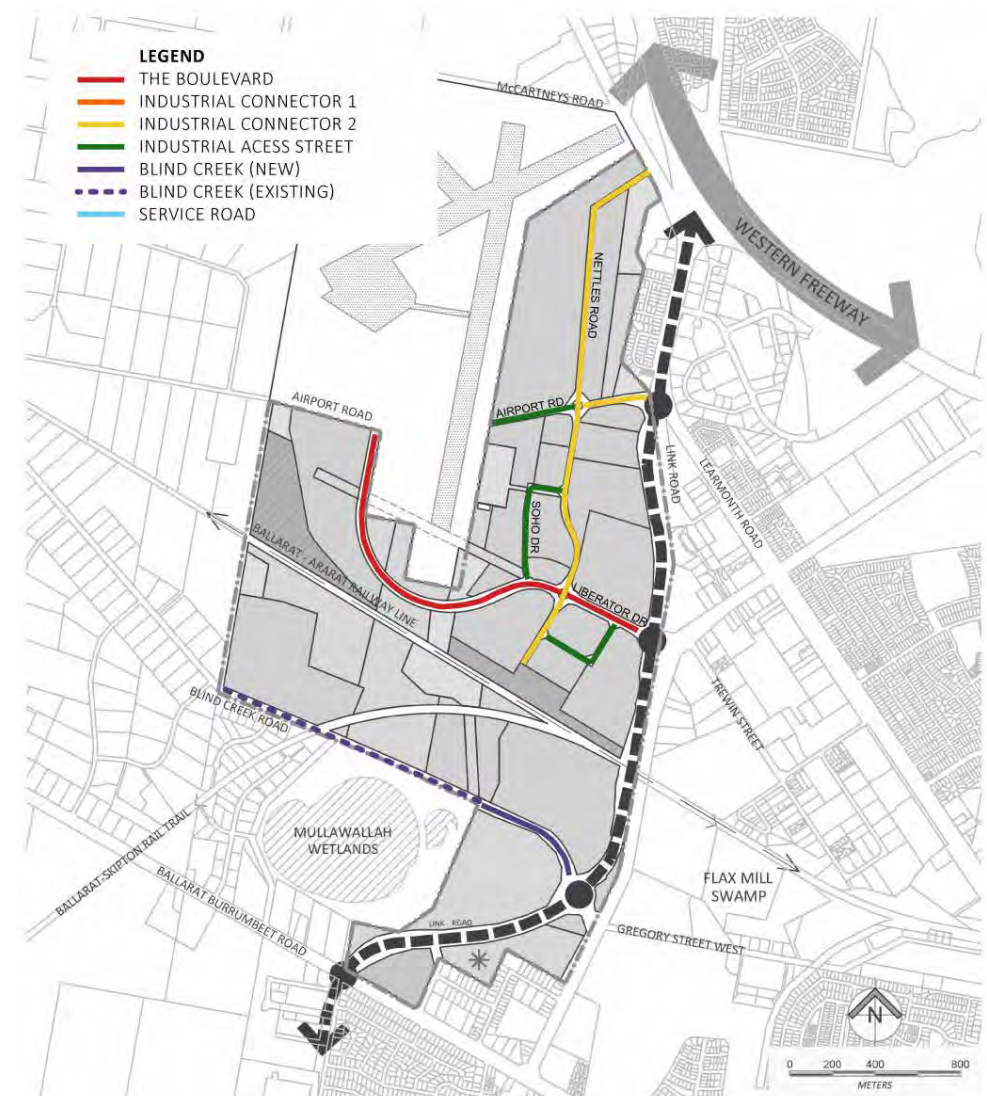 LEGEND
THE BOULEVARD
INDUSTRIAL CONNECTOR 1
INDUSTRIAL CONNECTOR 2
INDUSTRIAL ACESS STREET
BLIND CREEK (NEW)
BLIND CREEK (EXISTING)
SERVICE ROAD
McCARTNEYS ROAD
WESTERN FREEWAY
NETTLES ROAD
AIRPORT ROAD
AIRPORT RD
LINK ROAD
LEARMONTH ROAD
SOHO DR
BALLARAT - ARARAT RAILWAY LINE
LIBERATOR DR
TREWIN STREET
BLIND CREEK ROAD
MULLAWALLAH
WETLANDS
BALLARAT-SKIPTON RAIL TRAIL
BALLARAT BURRUMBEET ROAD
FLAX MILL
SWAMP
LINK ROAD
GREGORY STREET WEST
N
0 200 400 800
METERS